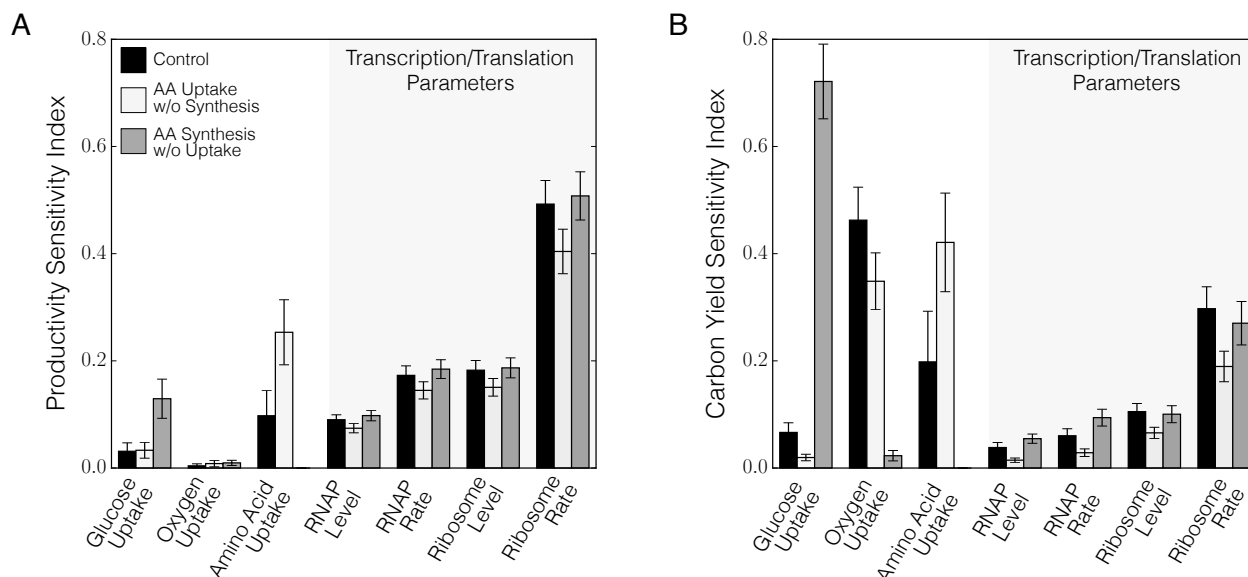 A
Productivity Sensitivity Index
0.8
0.6
0.4
0.2
0.0
Control
AA Uptake
w/o Synthesis
AA Synthesis
w/o Uptake
Transcription/Translation
Parameters
Glucose
Uptake
Oxygen
Uptake
Amino Acid
Uptake
RNAP
Level
RNAP
Rate
Ribosome
Level
Ribosome
Rate
B
Carbon Yield Sensitivity Index
0.8
0.6
0.4
0.2
0.0
Transcription/Translation
Parameters
Glucose
Uptake
Oxygen
Uptake
Amino Acid
Uptake
RNAP
Level
RNAP
Rate
Ribosome
Level
Ribosome
Rate